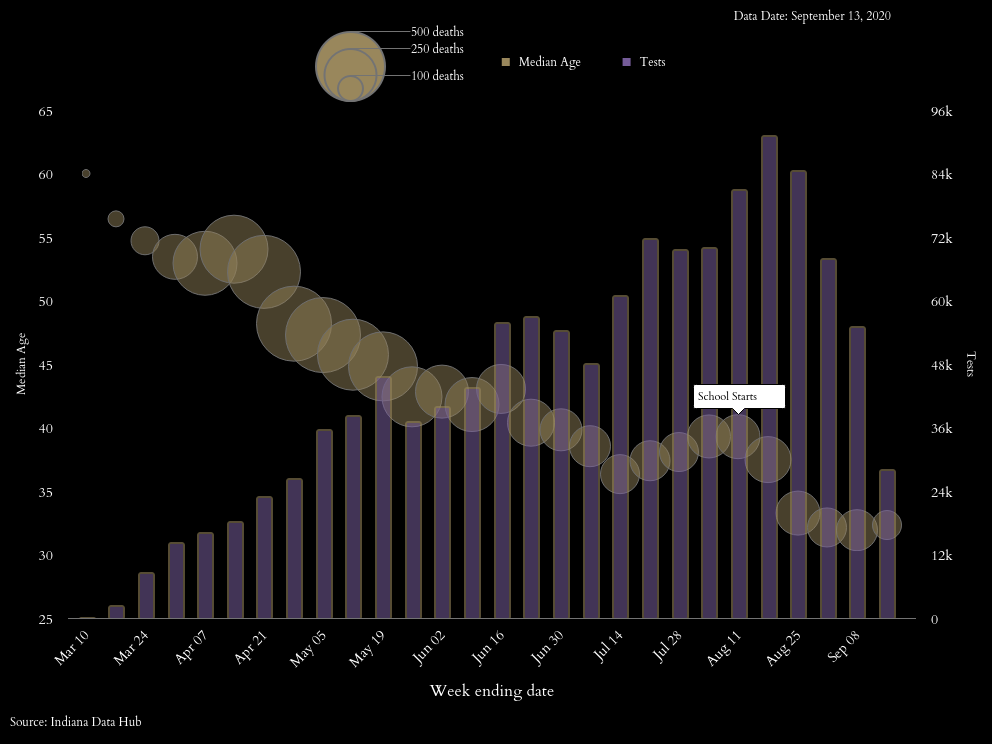 Data Date: September 13, 2020
500 deaths
250 deaths
100 deaths
Median Age
Tests
65
60
55
50
45
40
35
30
25
Median Age
96k
84k
72k
60k
48k
36k
24k
12k
0
Tests
School Starts
Mar 10
Mar 24
Apr 07
Apr 21
May 05
May 19
Jun 02
Jun 16
Jun 30
Jul 14
Jul 28
Aug 11
Aug 25
Sep 08
Week ending date
Source: Indiana Data Hub